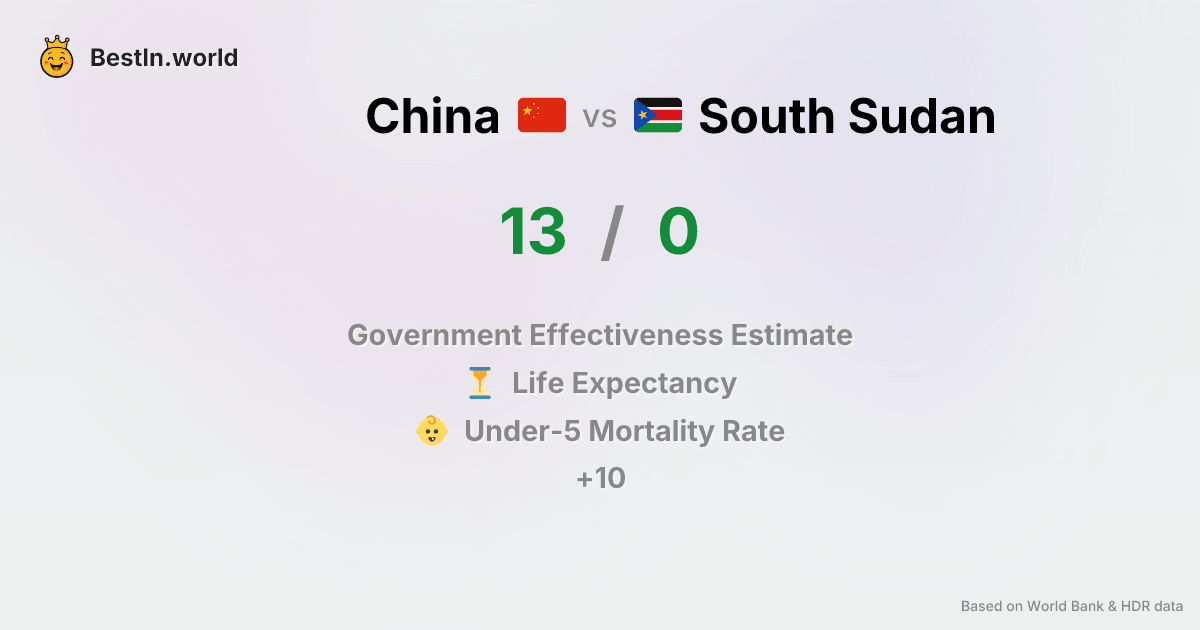 BestIn.world
China vs South Sudan
13 / 0
Government Effectiveness Estimate
Life Expectancy
Under-5 Mortality Rate
+10
Based on World Bank & HDR data